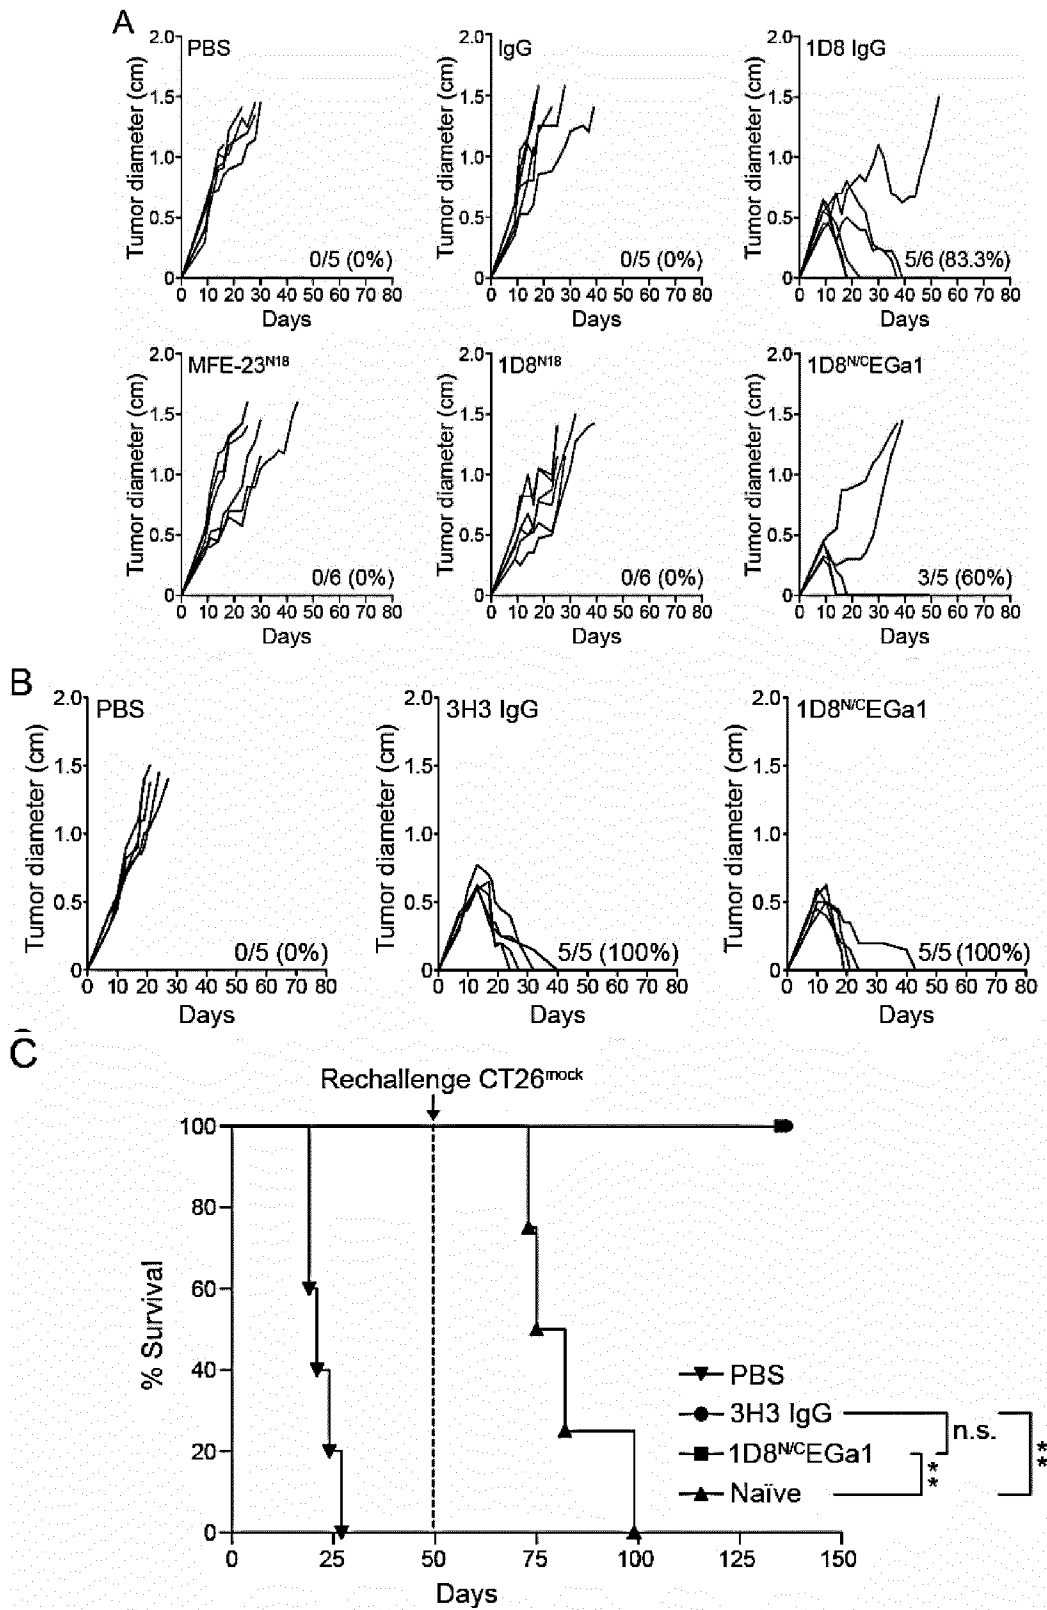 A
PBS
IgG
1D8 IgG
Tumor diameter (cm)
2.0
1.5
1.0
0.5
0
0/5 (0%)
0 10 20 30 40 50 60 70 80
Days
Tumor diameter (cm)
2.0
1.5
1.0
0.5
0
0/5 (0%)
0 10 20 30 40 50 60 70 80
Days
Tumor diameter (cm)
2.0
1.5
1.0
0.5
0
5/6 (83.3%)
0 10 20 30 40 50 60 70 80
Days
MFE-23N18
1D8N18
1D8N/CEGa1
Tumor diameter (cm)
2.0
1.5
1.0
0.5
0
0/6 (0%)
0 10 20 30 40 50 60 70 80
Days
Tumor diameter (cm)
2.0
1.5
1.0
0.5
0
0/6 (0%)
0 10 20 30 40 50 60 70 80
Days
Tumor diameter (cm)
2.0
1.5
1.0
0.5
0
3/5 (60%)
0 10 20 30 40 50 60 70 80
Days
B
PBS
3H3 IgG
1D8N/CEGa1
Tumor diameter (cm)
2.0
1.5
1.0
0.5
0
0/5 (0%)
0 10 20 30 40 50 60 70 80
Days
Tumor diameter (cm)
2.0
1.5
1.0
0.5
0
5/5 (100%)
0 10 20 30 40 50 60 70 80
Days
Tumor diameter (cm)
2.0
1.5
1.0
0.5
0
5/5 (100%)
0 10 20 30 40 50 60 70 80
Days
C
Rechallenge CT26mock
% Survival
100
80
60
40
20
0
0 25 50 75 100 125 150
Days
PBS
3H3 IgG
1D8N/CEGa1
Naïve
n.s.
**
**